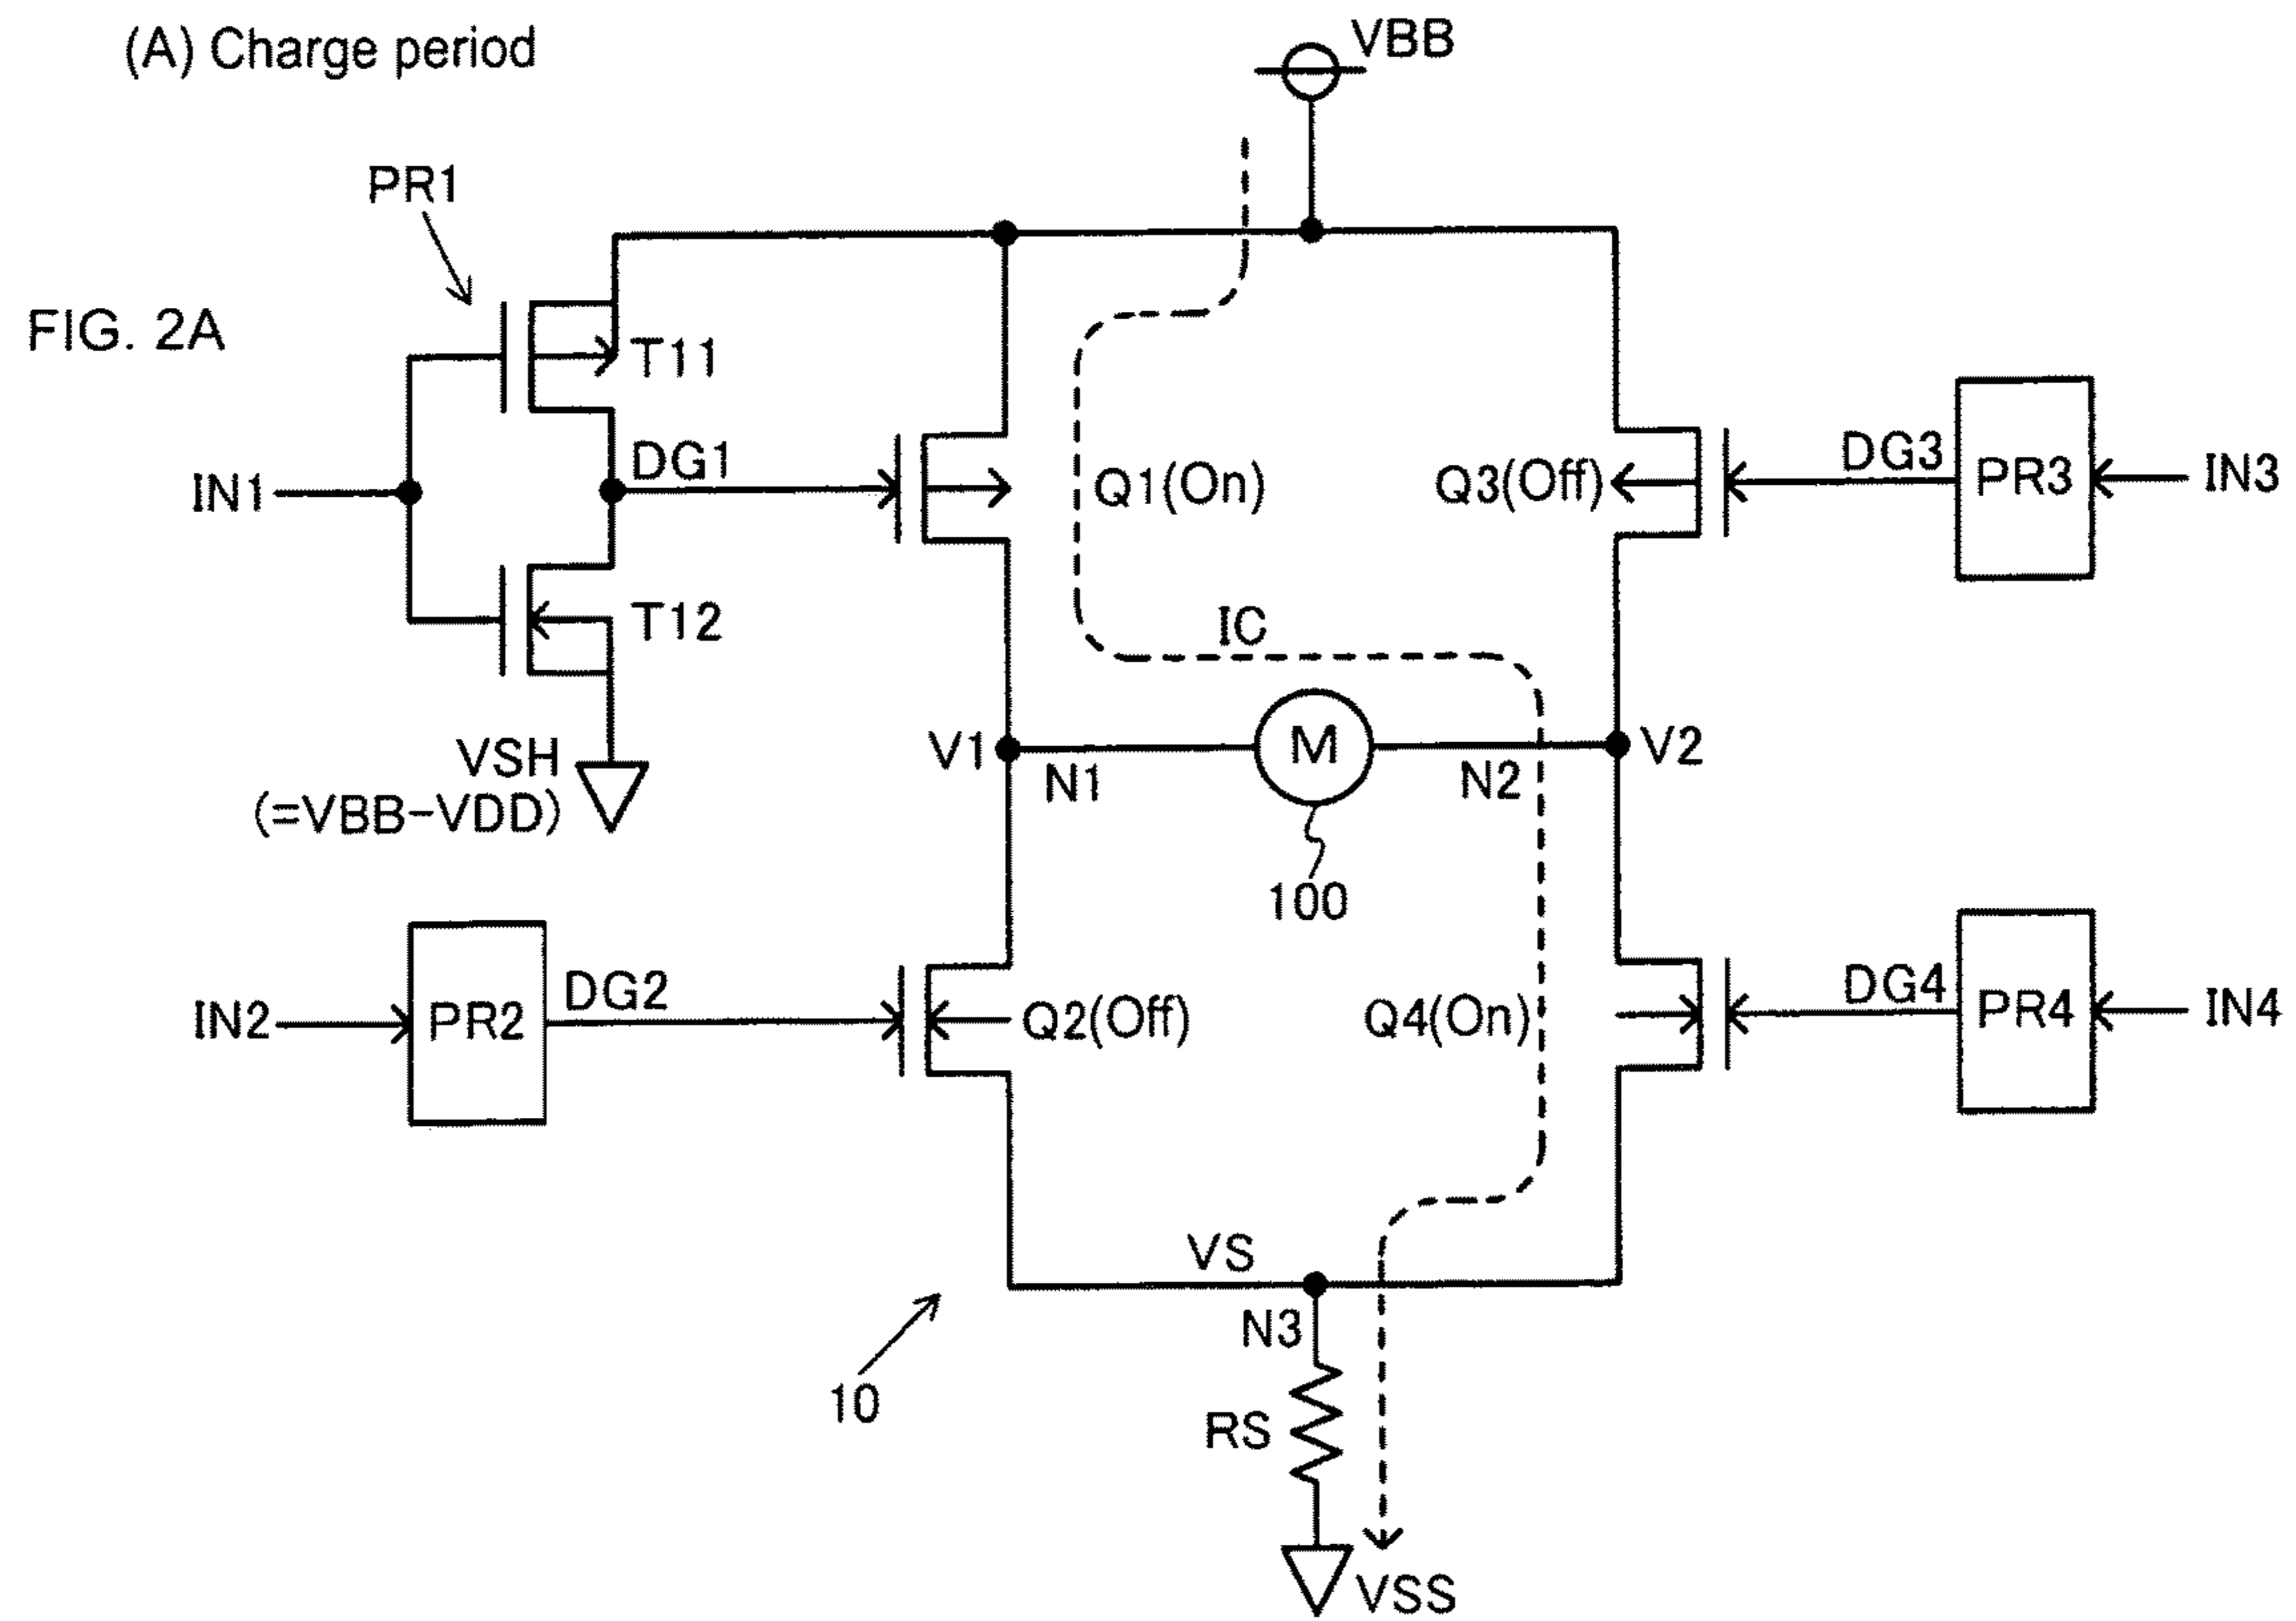 (A) Charge period
VBB
PR1
FIG. 2A
T11
IN1
DG1
Q1(On)
Q3(Off)
DG3
PR3
IN3
T12
IC
VSH
(=VBB-VDD)
V1
N1
M
N2
V2
100
IN2
PR2
DG2
Q2(Off)
Q4(On)
DG4
PR4
IN4
VS
N3
10
RS
VSS